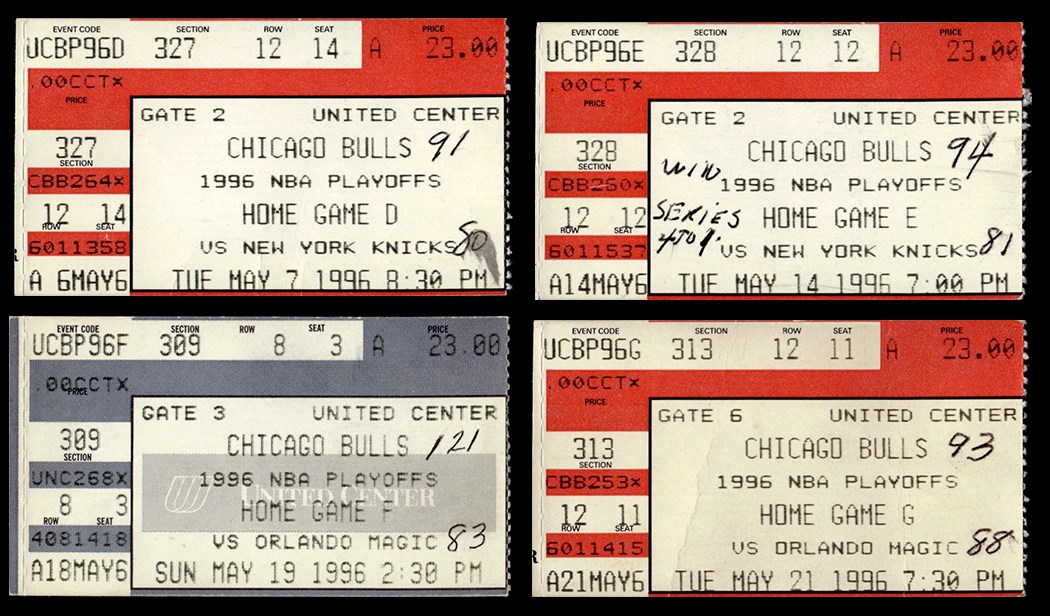 EVENT CODE SECTION ROW SEAT PRICE
UCBP96D 327 12 14 A 23.00
.00CCTX
PRICE
GATE 2 UNITED CENTER
327 CHICAGO BULLS 91
SECTION
CBB264X 1996 NBA PLAYOFFS
12 14 HOME GAME D
ROW SEAT
6011358 VS NEW YORK KNICKS 80
A 6MAY6 TUE MAY 7 1996 8:30 PM
EVENT CODE SECTION ROW SEAT PRICE
UCBP96E 328 12 12 A 23.00
.00CCTX
PRICE
GATE 2 UNITED CENTER
328 CHICAGO BULLS 94
SECTION
WIN
CBB260X 1996 NBA PLAYOFFS
12 12 SERIES HOME GAME E
ROW SEAT
6011537 4 TO 1. VS NEW YORK KNICKS 81
A14MAY6 TUE MAY 14 1996 7:00 PM
EVENT CODE SECTION ROW SEAT PRICE
UCBP96F 309 8 3 A 23.00
.00CCTX
PRICE
GATE 3 UNITED CENTER
309 CHICAGO BULLS 121
SECTION
UNC268X 1996 NBA PLAYOFFS
UNITED CENTER
8 3 HOME GAME F
ROW SEAT
4081418 VS ORLANDO MAGIC 83
A18MAY6 SUN MAY 19 1996 2:30 PM
EVENT CODE SECTION ROW SEAT PRICE
UCBP96G 313 12 11 A 23.00
.00CCTX
PRICE
GATE 6 UNITED CENTER
313 CHICAGO BULLS 93
SECTION
CBB253X 1996 NBA PLAYOFFS
12 11 HOME GAME G
ROW SEAT
6011415 VS ORLANDO MAGIC 88
A21MAY6 TUE MAY 21 1996 7:30 PM